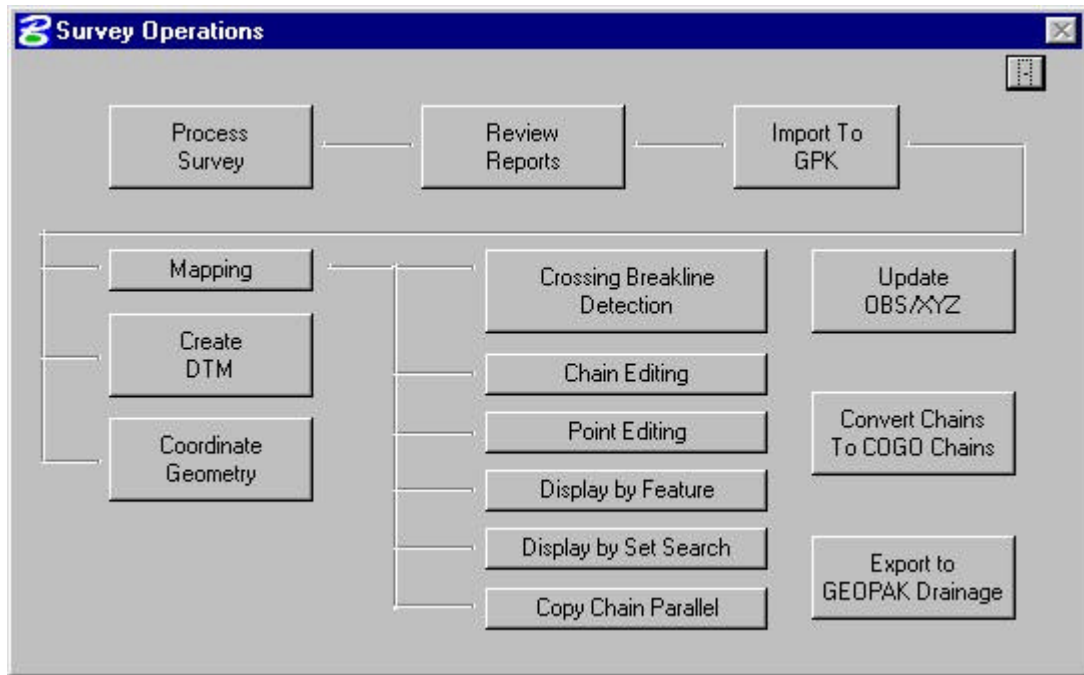 Survey Operations
Process
Survey
Review
Reports
Import To
GPK
Mapping
Create
DTM
Coordinate
Geometry
Crossing Breakline
Detection
Chain Editing
Point Editing
Display by Feature
Display by Set Search
Copy Chain Parallel
Update
OBS/XYZ
Convert Chains
To COGO Chains
Export to
GEOPAK Drainage